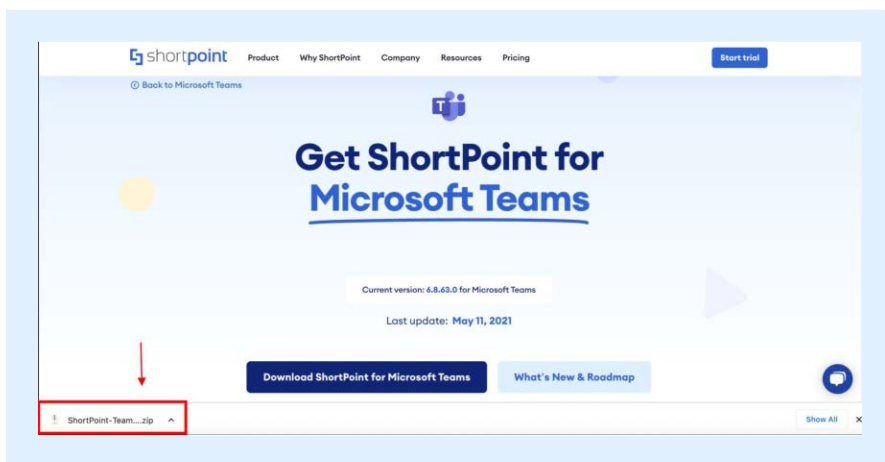 shortpoint Product Why ShortPoint Company Resources Pricing Start trial
Back to Microsoft Teams
Get ShortPoint for
Microsoft Teams
Current version: 6.8.63.0 for Microsoft Teams
Last update: May 11, 2021
Download ShortPoint for Microsoft Teams What's New & Roadmap
ShortPoint-Team....zip Show All